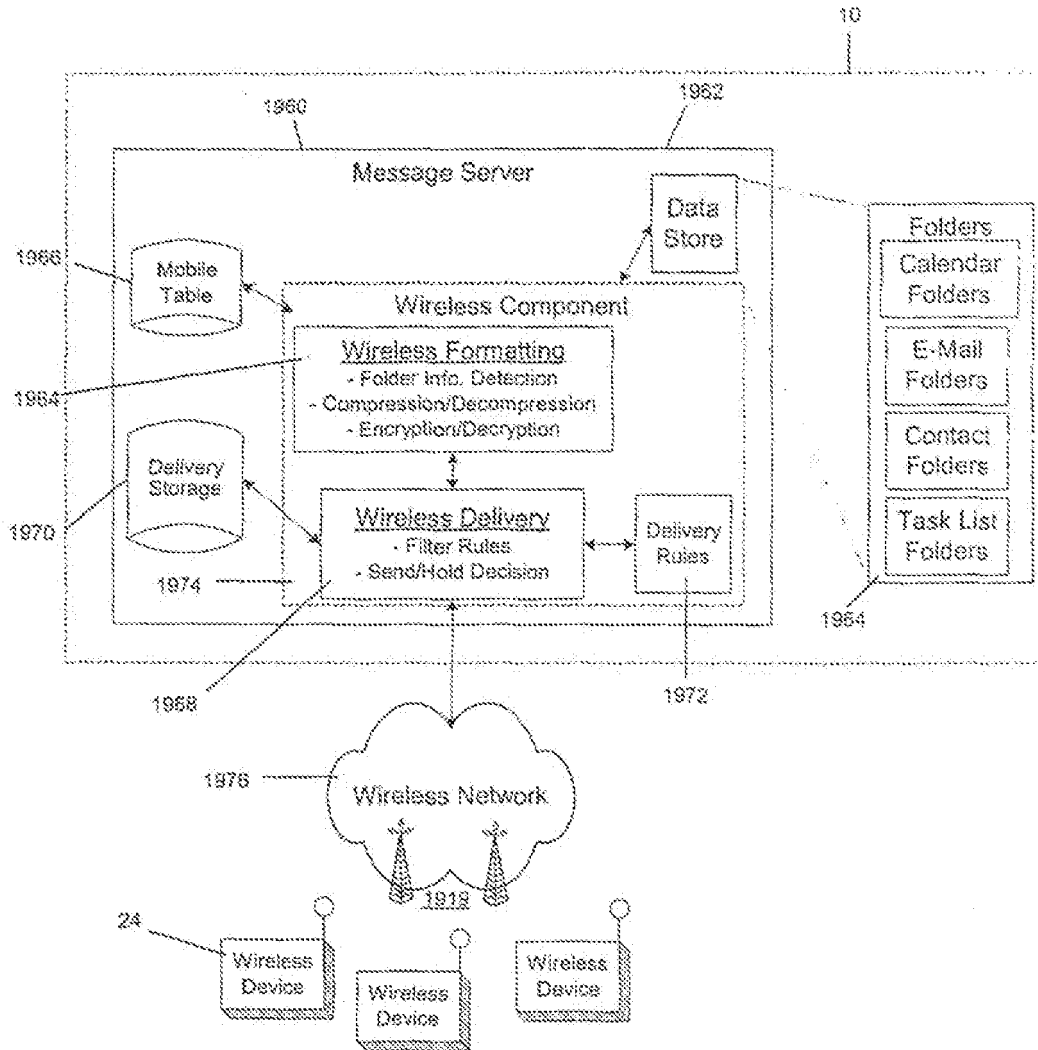 10
1960
1962
Message Server
Data
Store
Folders
Calendar
Folders
E-Mail
Folders
Contact
Folders
Task List
Folders
1966
Mobile
Table
Wireless Component
Wireless Formatting
- Folder Info. Detection
- Compression/Decompression
- Encryption/Decryption
1984
Delivery
Storage
1970
Wireless Delivery
- Filter Rules
- Send/Hold Decision
Delivery
Rules
1974
1964
1968
1972
1976
Wireless Network
1919
24
Wireless
Device
Wireless
Device
Wireless
Device